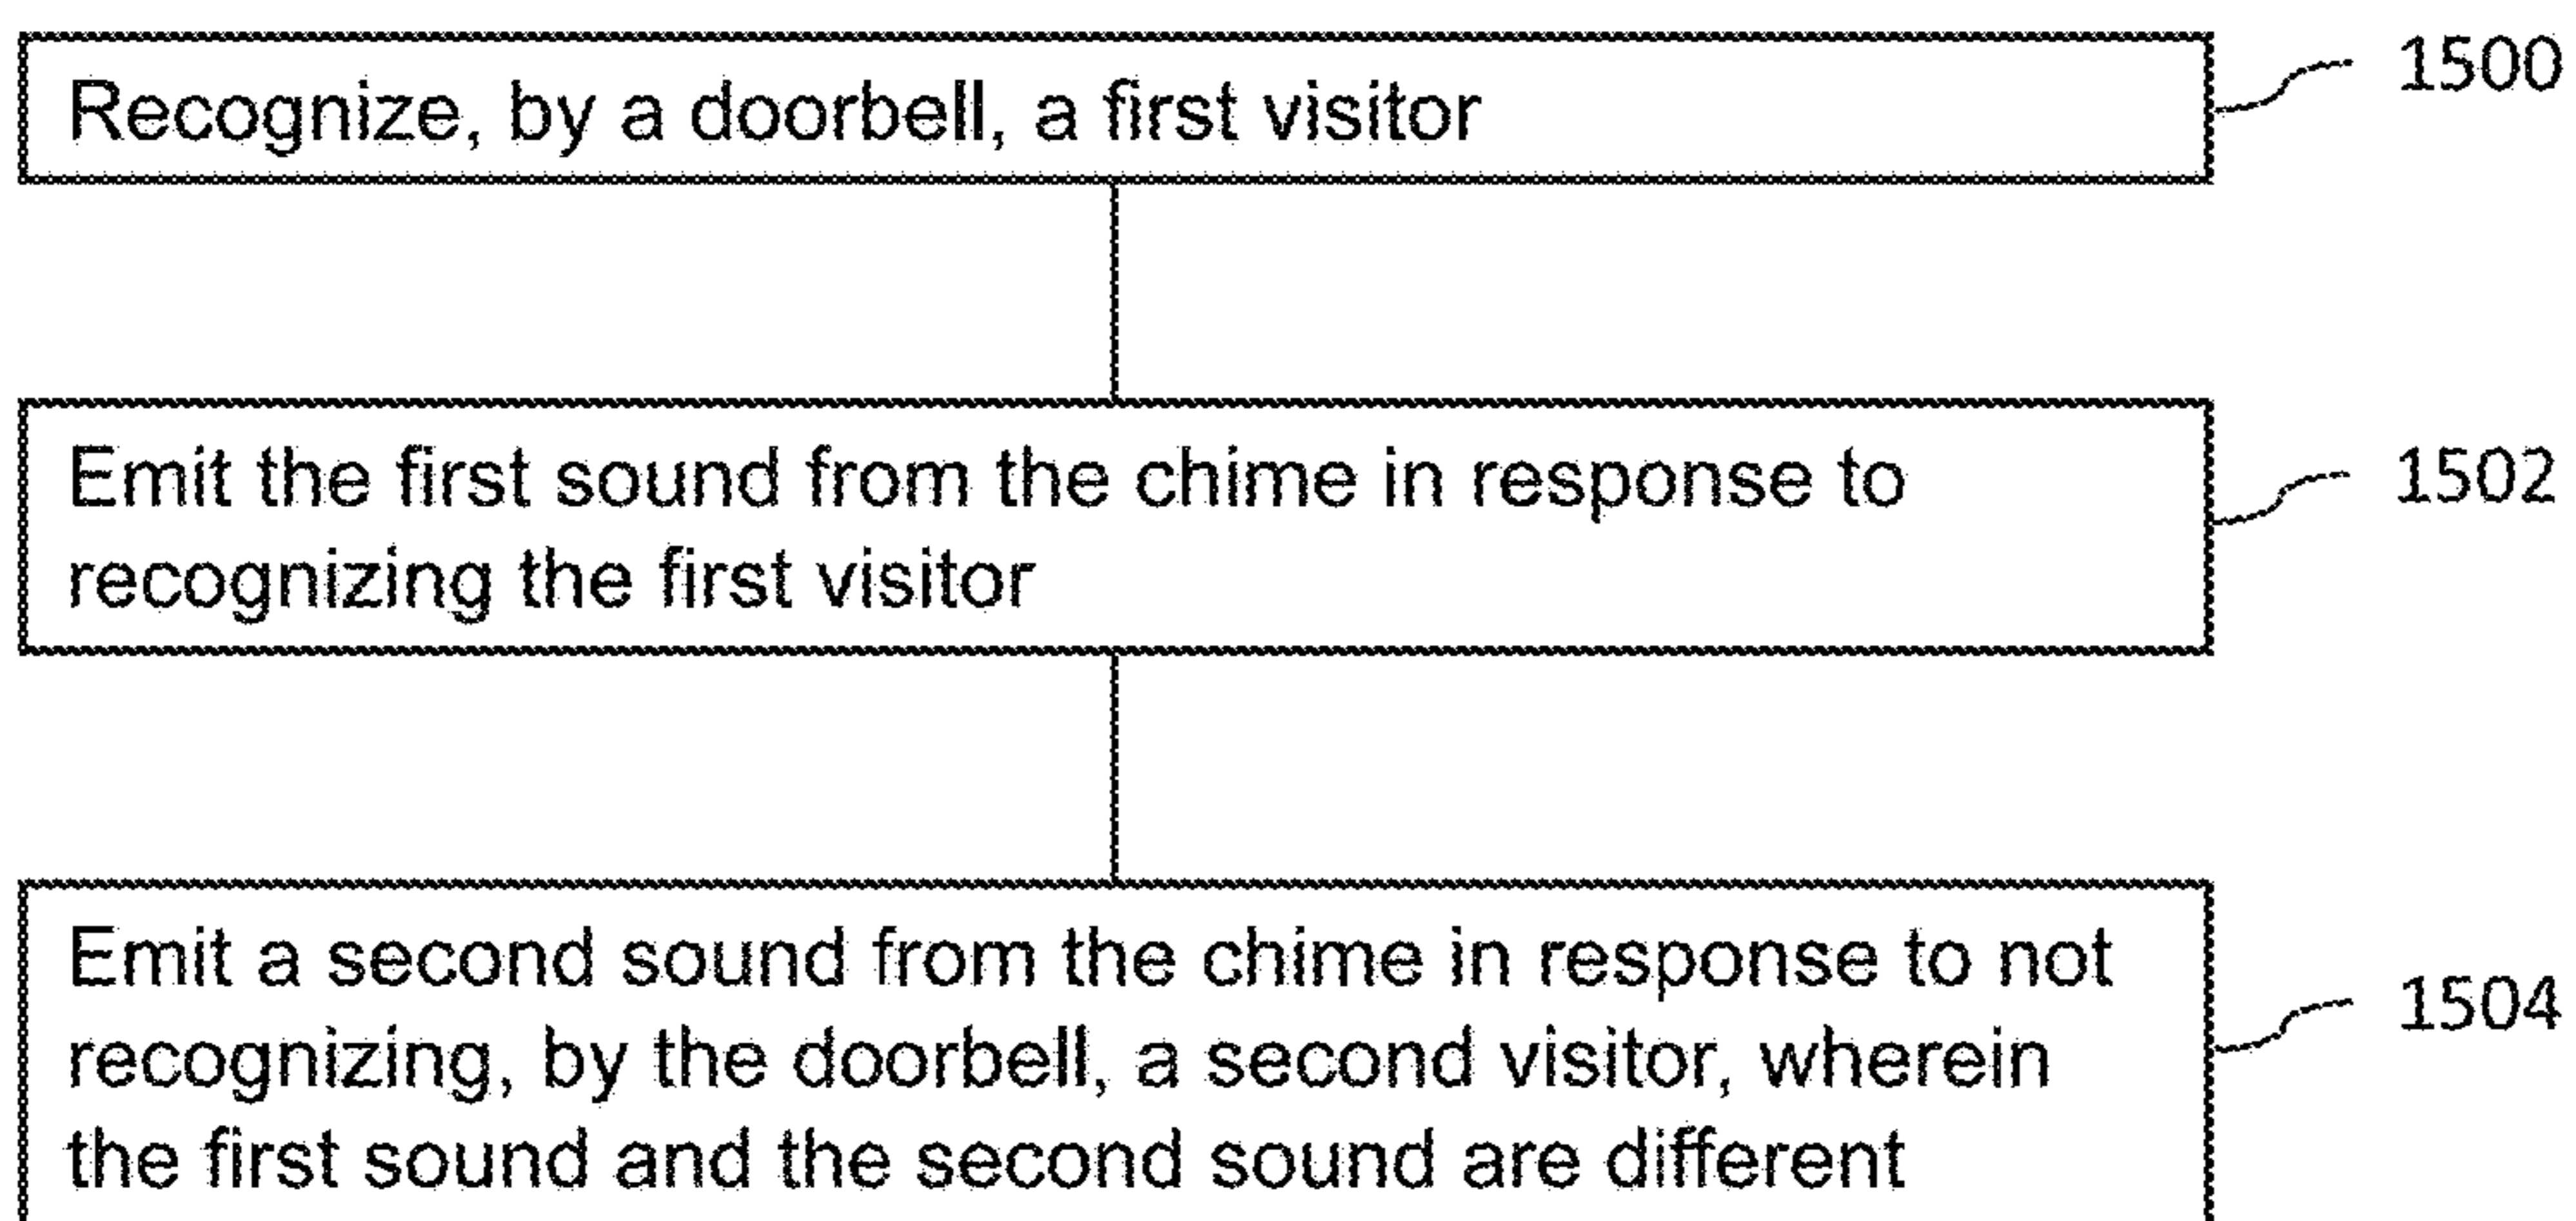 Recognize, by a doorbell, a first visitor
1500
Emit the first sound from the chime in response to
recognizing the first visitor
1502
Emit a second sound from the chime in response to not
recognizing, by the doorbell, a second visitor, wherein
the first sound and the second sound are different
1504